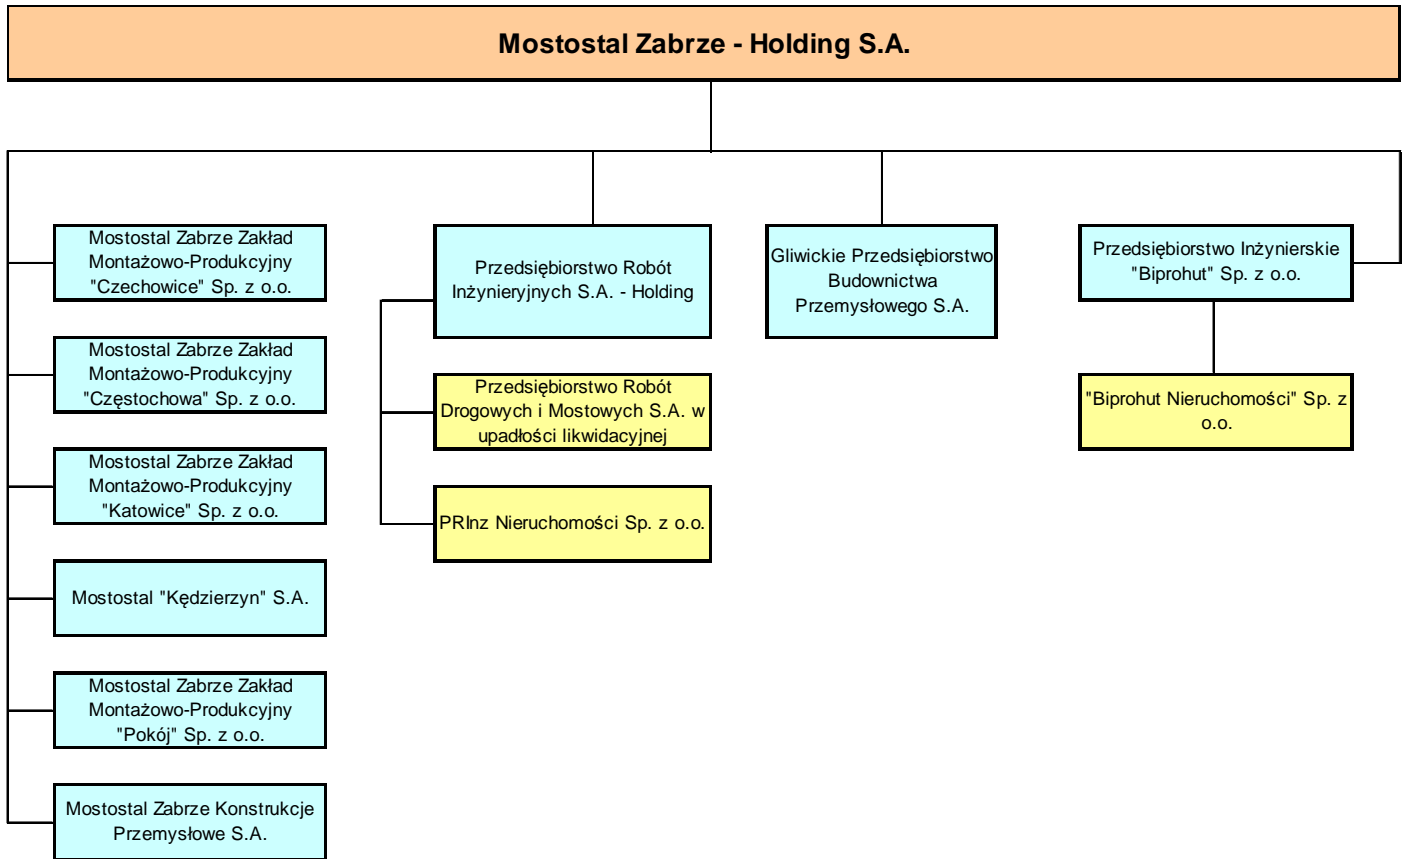 Mostostal Zabrze - Holding S.A.
Mostostal Zabrze Zakład
Montażowo-Produkcyjny
"Czechowice" Sp. z o.o.
Mostostal Zabrze Zakład
Montażowo-Produkcyjny
"Częstochowa" Sp. z o.o.
Mostostal Zabrze Zakład
Montażowo-Produkcyjny
"Katowice" Sp. z o.o.
Mostostal "Kędzierzyn" S.A.
Mostostal Zabrze Zakład
Montażowo-Produkcyjny
"Pokój" Sp. z o.o.
Mostostal Zabrze Konstrukcje
Przemysłowe S.A.
Przedsiębiorstwo Robót
Inżynieryjnych S.A. - Holding
Przedsiębiorstwo Robót
Drogowych i Mostowych S.A. w
upadłości likwidacyjnej
PRInz Nieruchomości Sp. z o.o.
Gliwickie Przedsiębiorstwo
Budownictwa
Przemysłowego S.A.
Przedsiębiorstwo Inżynierskie
"Biprohut" Sp. z o.o.
"Biprohut Nieruchomości" Sp. z
o.o.